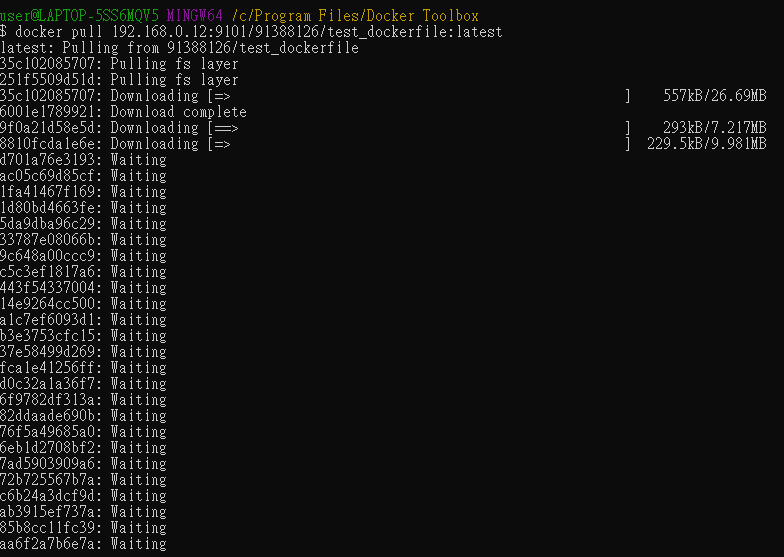 user@LAPTOP-5SS6MQV5 MINGW64 /c/Program Files/Docker Toolbox
$ docker pull 192.168.0.12:9101/91388126/test_dockerfile:latest
latest: Pulling from 91388126/test_dockerfile
35c102085707: Pulling fs layer
251f5509d51d: Pulling fs layer
35c102085707: Downloading [=>                                                 ]    557kB/26.69MB
6001e1789921: Download complete
9f0a21d58e5d: Downloading [==>                                                ]    293kB/7.217MB
8810fcda1e6e: Downloading [=>                                                 ]  229.5kB/9.981MB
d701a76e3193: Waiting
ac05c69d85cf: Waiting
1fa41467f169: Waiting
1d80bd4663fe: Waiting
5da9dba96c29: Waiting
33787e08066b: Waiting
9c648a00ccc9: Waiting
c5c3ef1817a6: Waiting
443f54337004: Waiting
14e9264cc500: Waiting
a1c7ef6093d1: Waiting
b3e3753cfc15: Waiting
37e58499d269: Waiting
fca1e41256ff: Waiting
d0c32a1a36f7: Waiting
6f9782df313a: Waiting
82ddaade690b: Waiting
76f5a49685a0: Waiting
6eb1d2708bf2: Waiting
7ad5903909a6: Waiting
72b725567b7a: Waiting
c6b24a3dcf9d: Waiting
ab3915ef737a: Waiting
85b8cc11fc39: Waiting
aa6f2a7b6e7a: Waiting